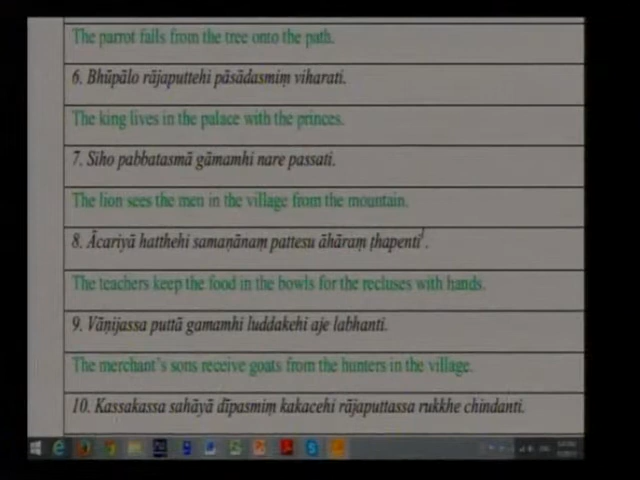 The parrot falls from the tree onto the path.
6. Bhūpālo rājaputtehi pāsādasmiṃ viharati.
The king lives in the palace with the princes.
7. Siho pabbatasmā gāmamhi nare passati.
The lion sees the men in the village from the mountain.
8. Ācariyā hatthehi samaṇānaṃ pattesu āhāraṃ ṭhapenti¹.
The teachers keep the food in the bowls for the recluses with hands.
9. Vāṇijassa puttā gamamhi luddakehi aje labhanti.
The merchant's sons receive goats from the hunters in the village.
10. Kassakassa sahāyā dīpasmiṃ kakacehi rājaputtassa rukkhe chindanti.